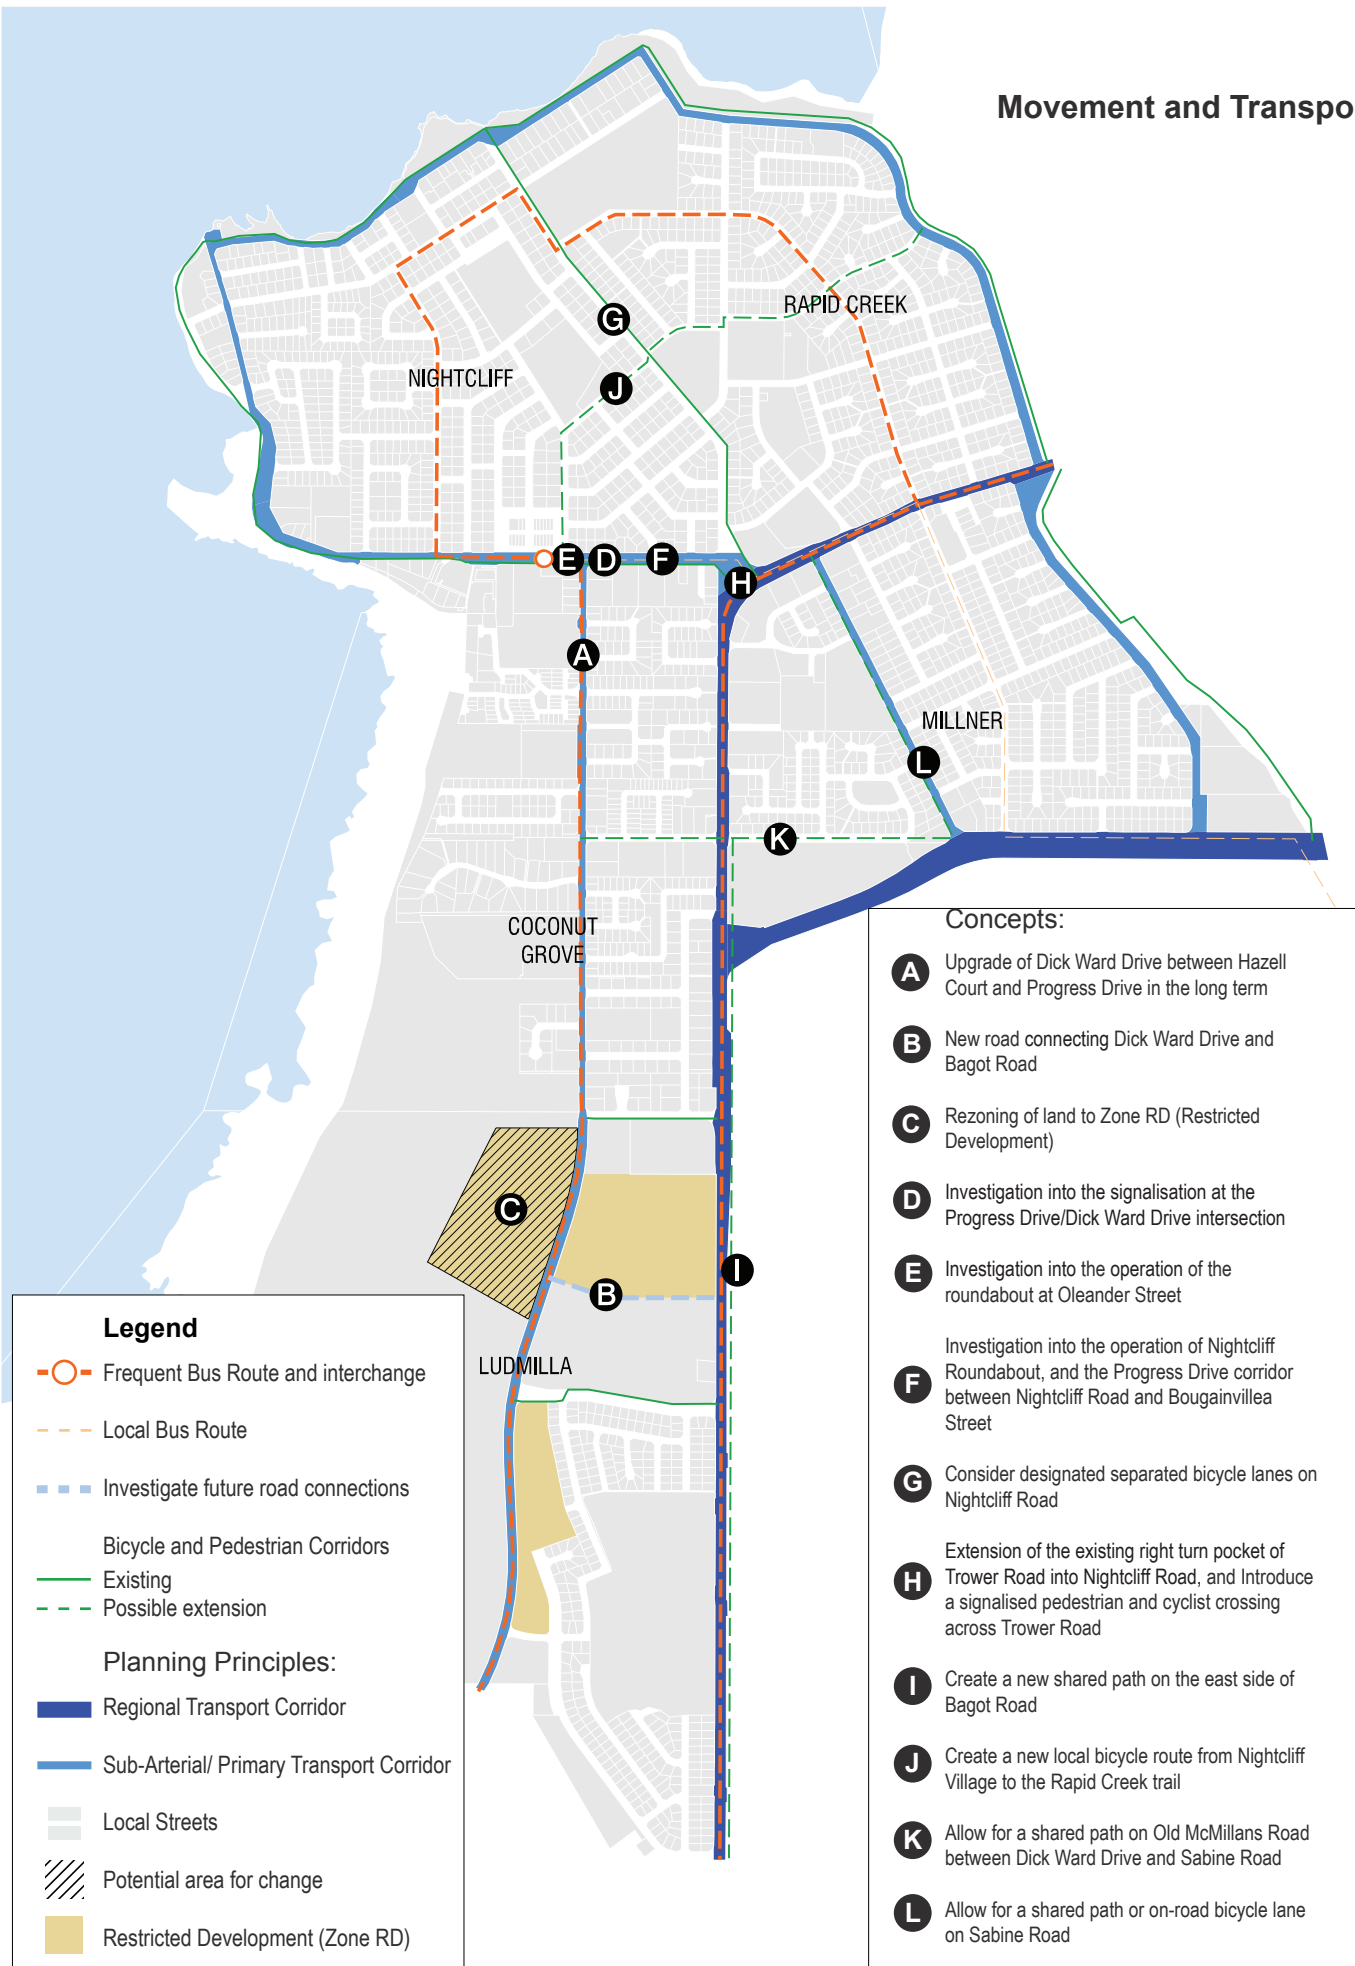 Movement and Transpo
RAPID CREEK
G
NIGHTCLIFF
J
E
D
F
H
A
MILLNER
L
K
COCONUT
GROVE
C
I
B
LUDMILLA
Legend
Frequent Bus Route and interchange
Local Bus Route
Investigate future road connections
Bicycle and Pedestrian Corridors
Existing
Possible extension
Planning Principles:
Regional Transport Corridor
Sub-Arterial/ Primary Transport Corridor
Local Streets
Potential area for change
Restricted Development (Zone RD)
Concepts:
A Upgrade of Dick Ward Drive between Hazell
Court and Progress Drive in the long term
B New road connecting Dick Ward Drive and
Bagot Road
C Rezoning of land to Zone RD (Restricted
Development)
D Investigation into the signalisation at the
Progress Drive/Dick Ward Drive intersection
E Investigation into the operation of the
roundabout at Oleander Street
F Investigation into the operation of Nightcliff
Roundabout, and the Progress Drive corridor
between Nightcliff Road and Bougainvillea
Street
G Consider designated separated bicycle lanes on
Nightcliff Road
H Extension of the existing right turn pocket of
Trower Road into Nightcliff Road, and Introduce
a signalised pedestrian and cyclist crossing
across Trower Road
I Create a new shared path on the east side of
Bagot Road
J Create a new local bicycle route from Nightcliff
Village to the Rapid Creek trail
K Allow for a shared path on Old McMillans Road
between Dick Ward Drive and Sabine Road
L Allow for a shared path or on-road bicycle lane
on Sabine Road